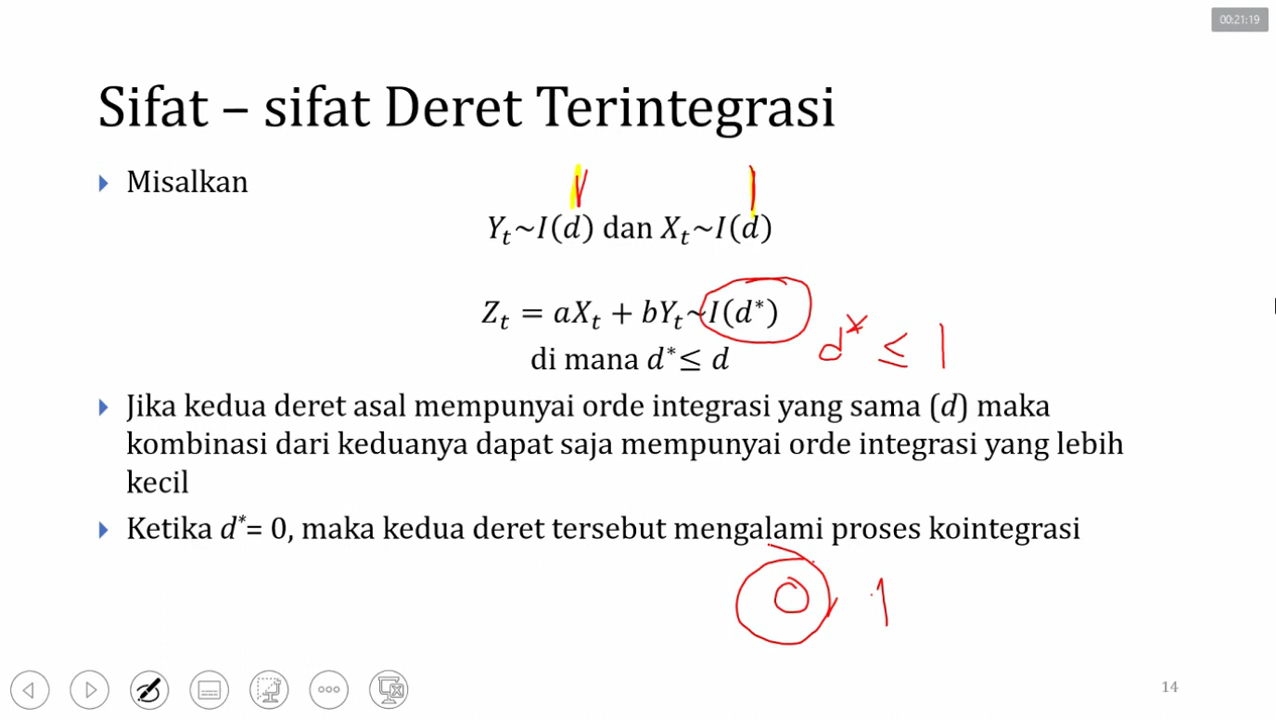 00:21:19
Sifat – sifat Deret Terintegrasi
Misalkan
1 1
Yₜ~I(d) dan Xₜ~I(d)
Zₜ = aXₜ + bYₜ~I(d*)
d* ≤ 1
di mana d*≤ d
Jika kedua deret asal mempunyai orde integrasi yang sama (d) maka
kombinasi dari keduanya dapat saja mempunyai orde integrasi yang lebih
kecil
Ketika d*= 0, maka kedua deret tersebut mengalami proses kointegrasi
0 1
14